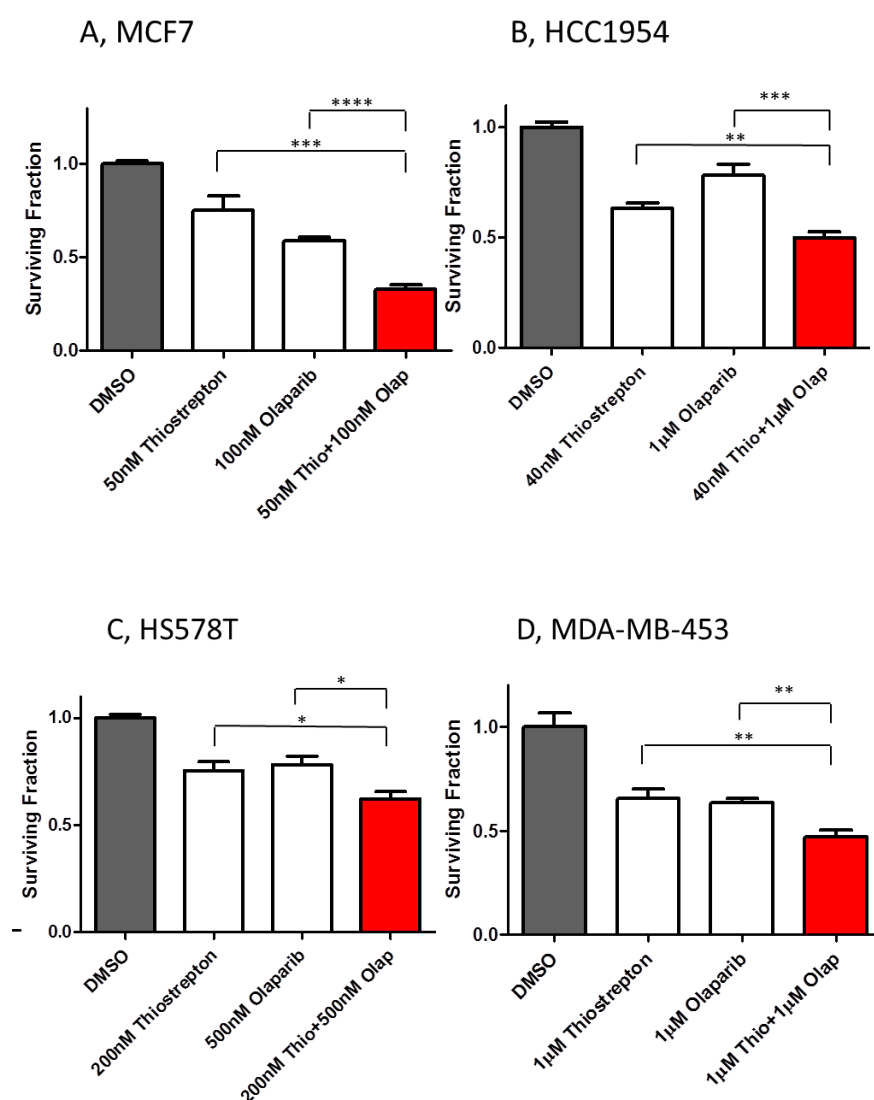 A, MCF7
Surviving Fraction
1.0
0.5
0.0
****
***
DMSO
50nM Thiostrepton
100nM Olaparib
50nM Thio+100nM Olap
B, HCC1954
Surviving Fraction
1.0
0.5
0.0
***
**
DMSO
40nM Thiostrepton
1μM Olaparib
40nM Thio+1μM Olap
C, HS578T
Surviving Fraction
1.0
0.5
0.0
*
*
DMSO
200nM Thiostrepton
500nM Olaparib
200nM Thio+500nM Olap
D, MDA-MB-453
Surviving Fraction
1.0
0.5
0.0
**
**
DMSO
1μM Thiostrepton
1μM Olaparib
1μM Thio+1μM Olap